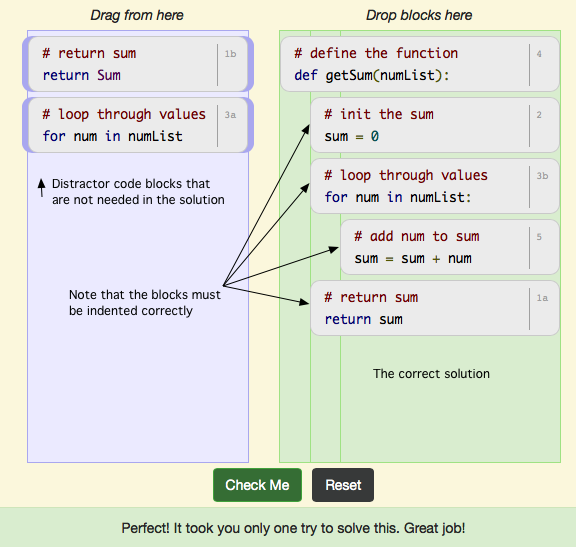 Drag from here
Drop blocks here
# return sum
1b
return Sum
# loop through values
3a
for num in numList
Distractor code blocks that
are not needed in the solution
Note that the blocks must
be indented correctly
# define the function
4
def getSum(numList):
# init the sum
2
sum = 0
# loop through values
3b
for num in numList:
# add num to sum
5
sum = sum + num
# return sum
1a
return sum
The correct solution
Check Me
Reset
Perfect! It took you only one try to solve this. Great job!